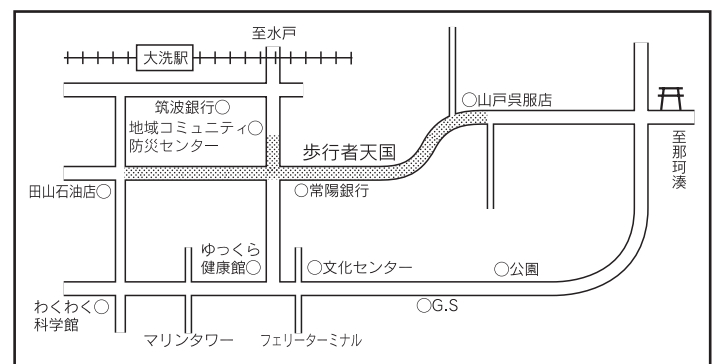 至水戸
大洗駅
筑波銀行○
地域コミュニティ○
防災センター
○山戸呉服店
至那珂湊
歩行者天国
田山石油店○
○常陽銀行
ゆっくら
健康館○
○文化センター
○公園
わくわく○
科学館
○G.S
マリンタワー
フェリーターミナル